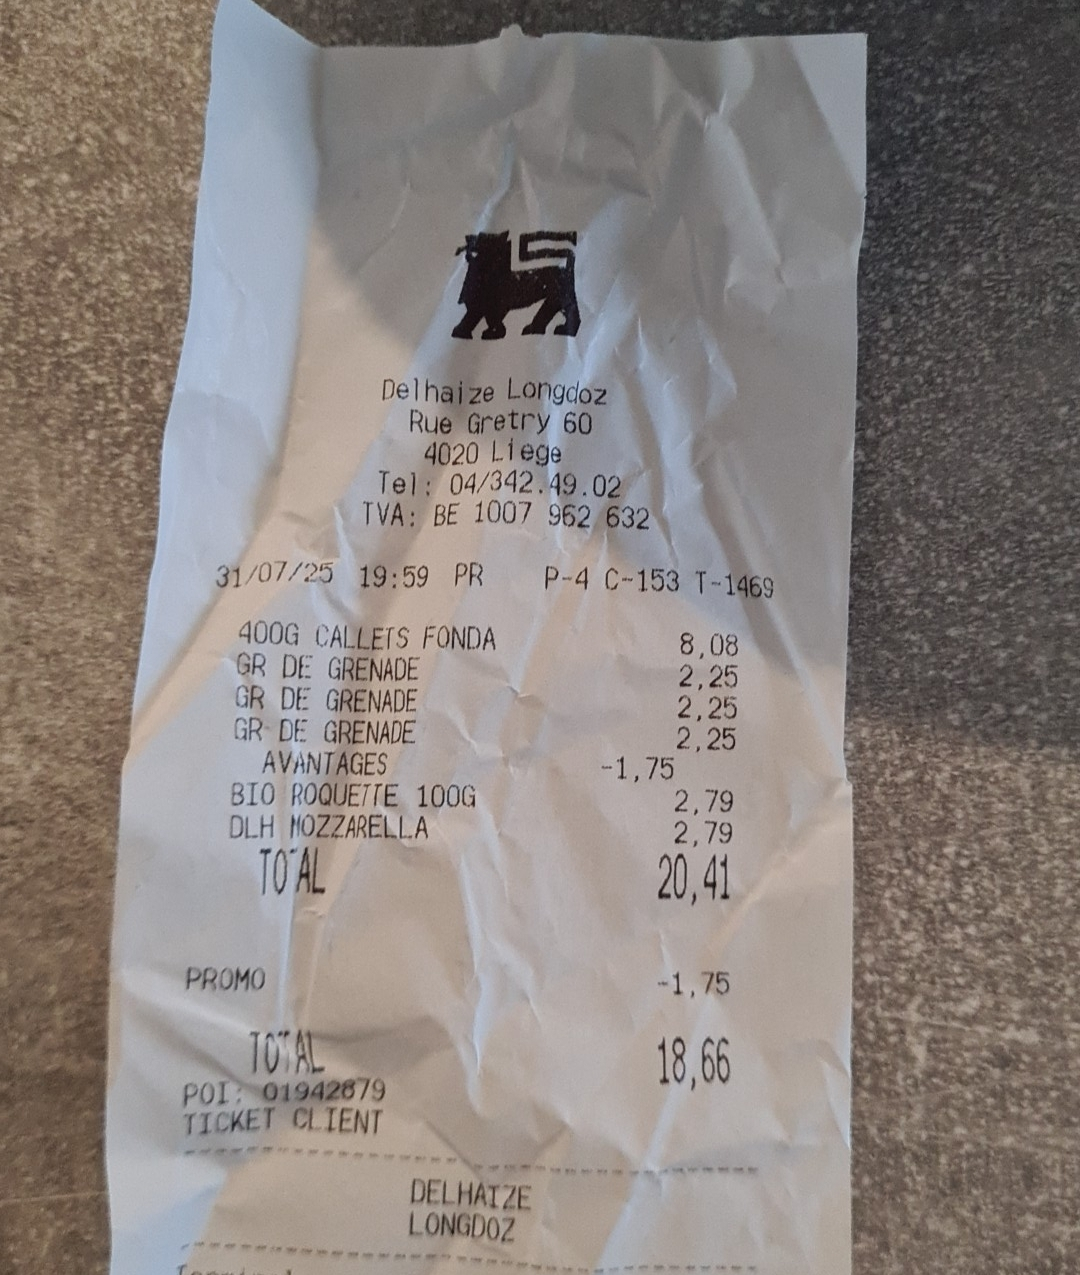 Delhaize Longdoz
Rue Gretry 60
4020 Liege
Tel: 04/342.49.02
TVA: BE 1007 962 632
31/07/25 19:59 PR P-4 C-153 T-1469
400G CALLETS FONDA 8,08
GR DE GRENADE 2,25
GR DE GRENADE 2,25
GR DE GRENADE 2,25
AVANTAGES -1,75
BIO ROQUETTE 100G 2,79
DLH MOZZARELLA 2,79
TOTAL 20,41
PROMO -1,75
TOTAL 18,66
POI: 01942879
TICKET CLIENT
DELHAIZE
LONGDOZ